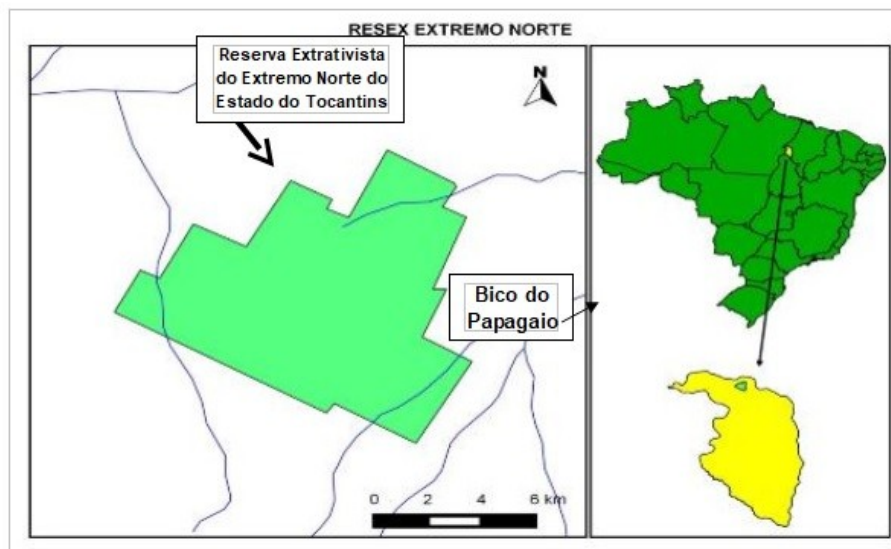 RESEX EXTREMO NORTE
Reserva Extrativista
do Extremo Norte do
Estado do Tocantins
N
Bico do
Papagaio
0 2 4 6 km